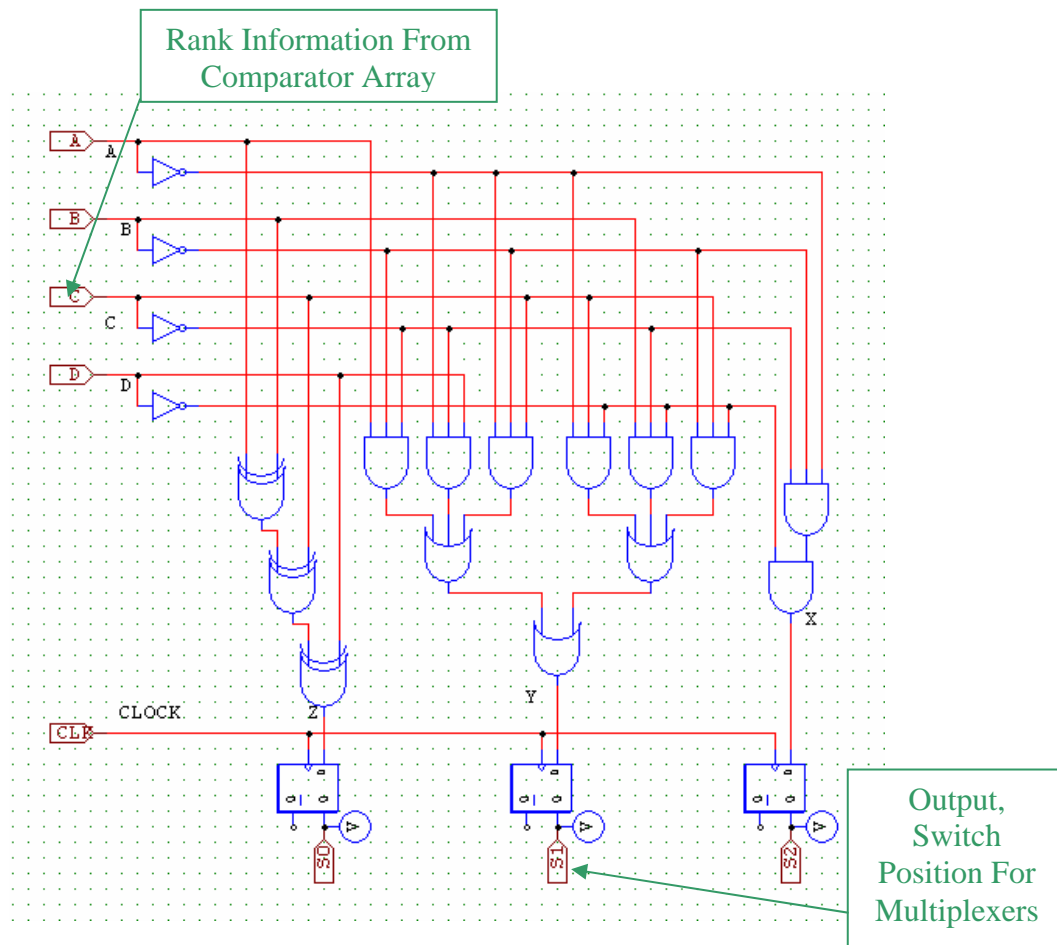 Rank Information From
Comparator Array
A
A
B
B
C
C
D
D
X
Y
Z
CLOCK
CLK
D
Q
Q
D
Q
Q
D
Q
Q
V
V
V
S0
S1
S2
Output,
Switch
Position For
Multiplexers